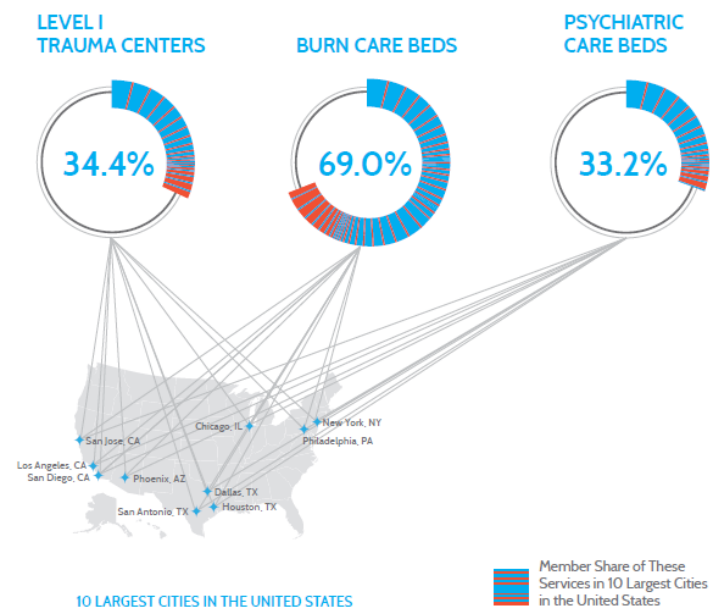 LEVEL I
TRAUMA CENTERS
BURN CARE BEDS
PSYCHIATRIC
CARE BEDS
34.4%
69.0%
33.2%
Chicago, IL
New York, NY
Philadelphia, PA
San Jose, CA
Los Angeles, CA
San Diego, CA
Phoenix, AZ
Dallas, TX
San Antonio, TX
Houston, TX
10 LARGEST CITIES IN THE UNITED STATES
Member Share of These
Services in 10 Largest Cities
in the United States